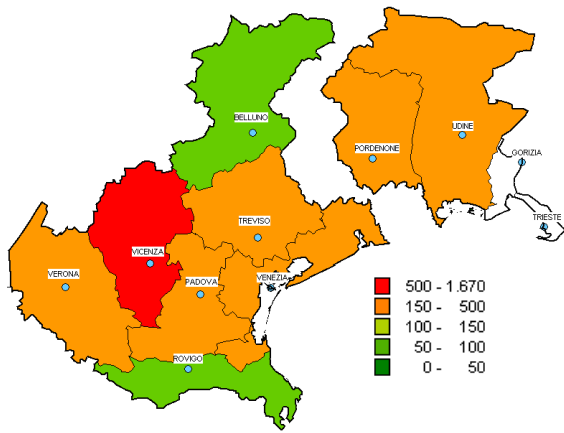 BELLUNO
UDINE
PORDENONE
GORIZIA
TREVISO
TRIESTE
VICENZA
VERONA
PADOVA
VENEZIA
ROVIGO
500 - 1.670
150 - 500
100 - 150
50 - 100
0 - 50